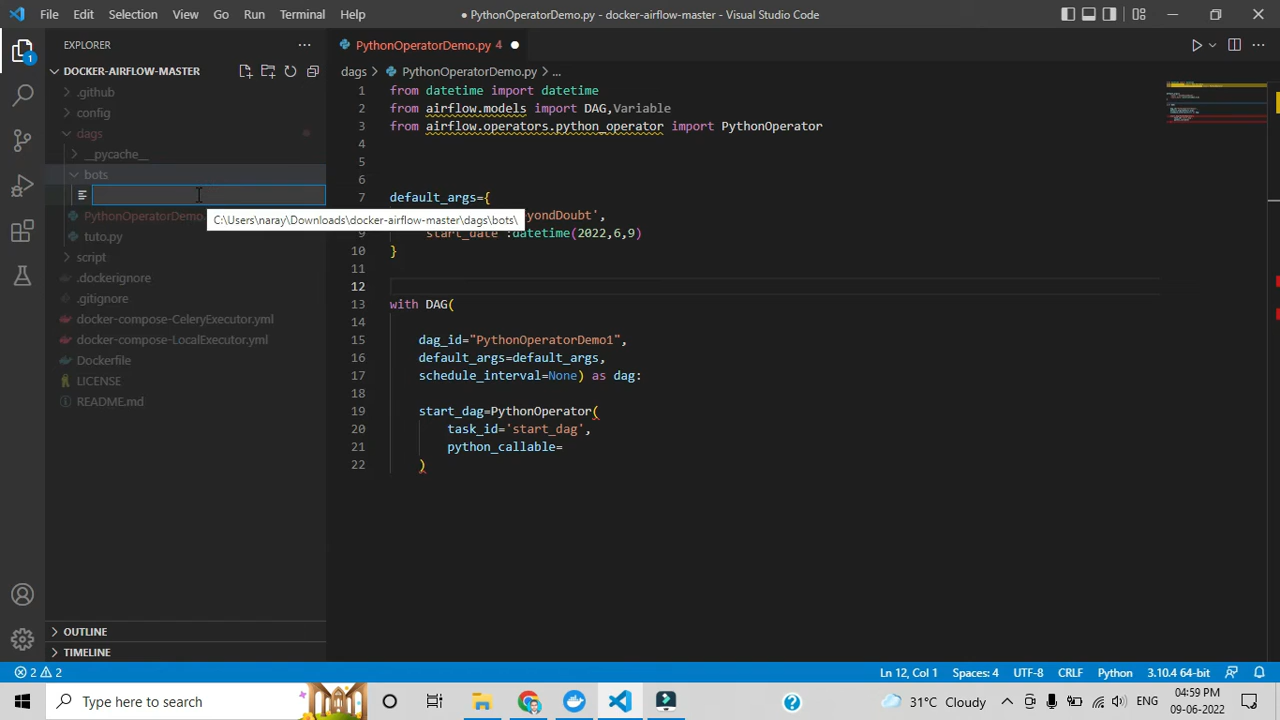 File Edit Selection View Go Run Terminal Help
● PythonOperatorDemo.py - docker-airflow-master - Visual Studio Code
EXPLORER
DOCKER-AIRFLOW-MASTER
.github
config
dags
__pycache__
bots
PythonOperatorDemo.
tuto.py
script
.dockerignore
.gitignore
docker-compose-CeleryExecutor.yml
docker-compose-LocalExecutor.yml
Dockerfile
LICENSE
README.md
OUTLINE
TIMELINE
1
C:\Users\naray\Downloads\docker-airflow-master\dags\bots\
PythonOperatorDemo.py 4
dags > PythonOperatorDemo.py > ...
1 from datetime import datetime
2 from airflow.models import DAG,Variable
3 from airflow.operators.python_operator import PythonOperator
4
5
6
7 default_args={
eyondDoubt',
9 start_date :datetime(2022,6,9)
10 }
11
12
13 with DAG(
14
15 dag_id="PythonOperatorDemo1",
16 default_args=default_args,
17 schedule_interval=None) as dag:
18
19 start_dag=PythonOperator(
20 task_id='start_dag',
21 python_callable=
22 )
2 2
Ln 12, Col 1 Spaces: 4 UTF-8 CRLF Python 3.10.4 64-bit
Type here to search
31°C Cloudy
ENG
04:59 PM
09-06-2022